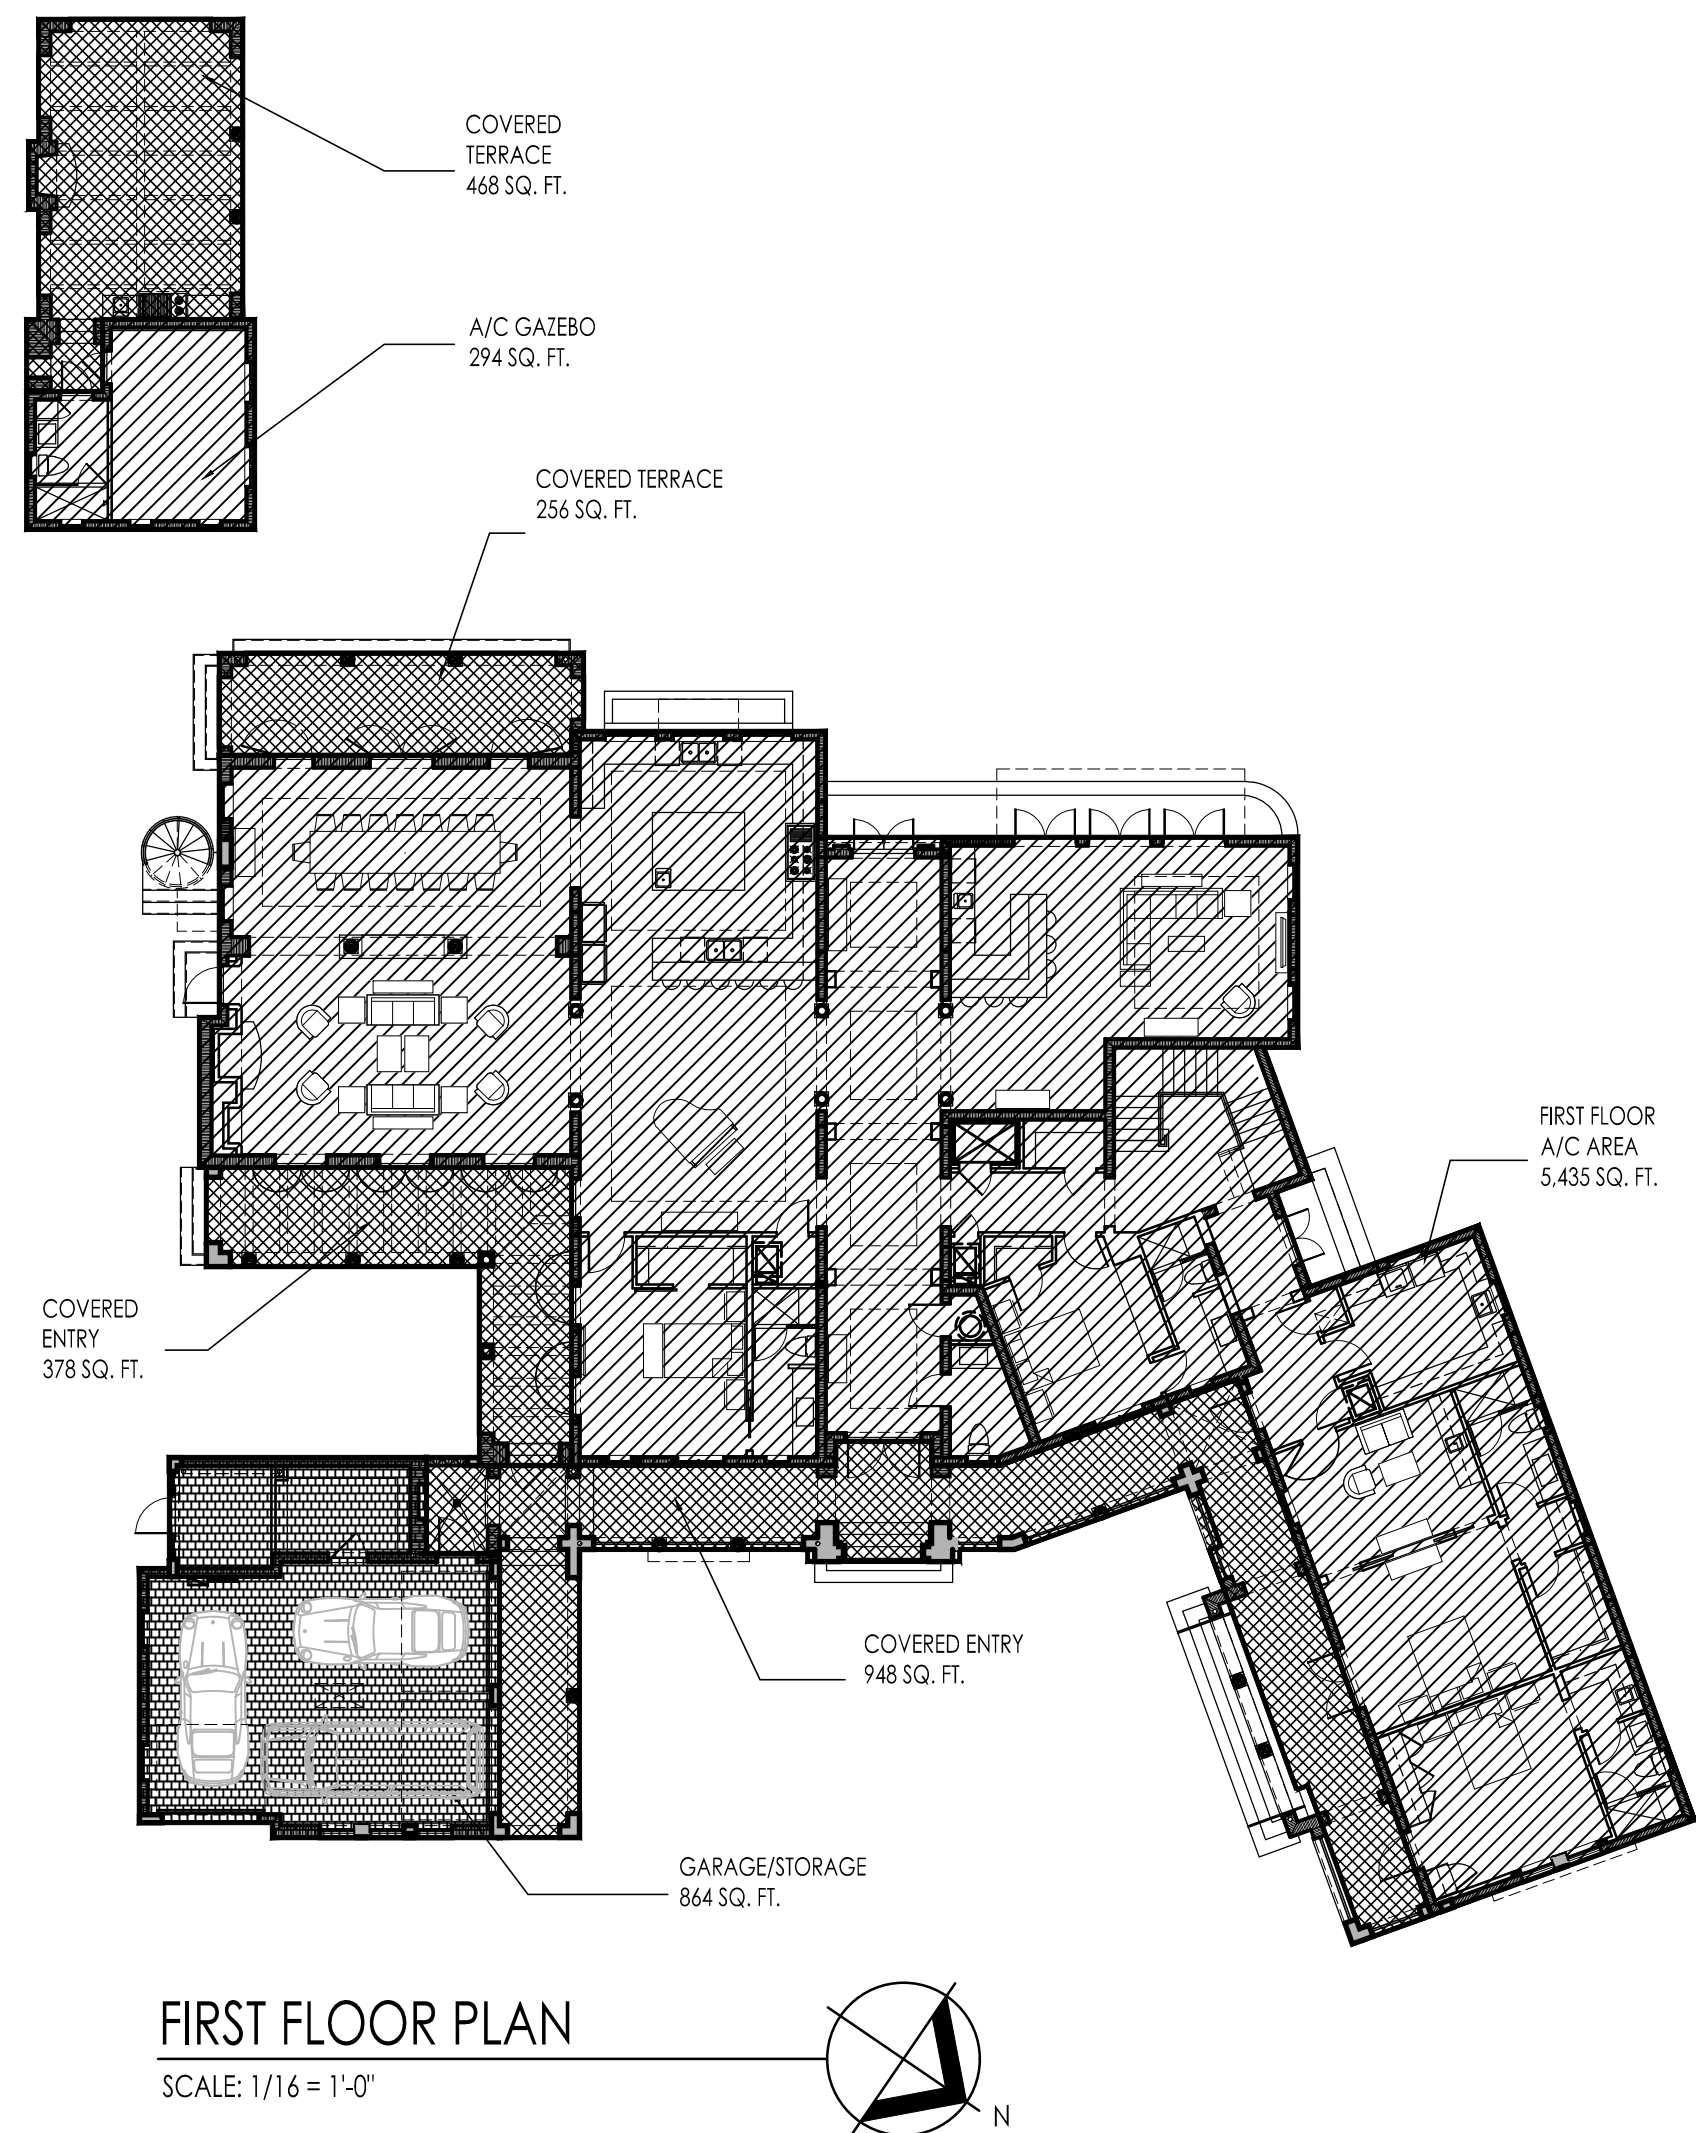 COVERED
TERRACE
468 SQ. FT.
A/C GAZEBO
294 SQ. FT.
COVERED TERRACE
256 SQ. FT.
FIRST FLOOR
A/C AREA
5,435 SQ. FT.
COVERED
ENTRY
378 SQ. FT.
COVERED ENTRY
948 SQ. FT.
GARAGE/STORAGE
864 SQ. FT.
FIRST FLOOR PLAN
SCALE: 1/16 = 1'-0"
N